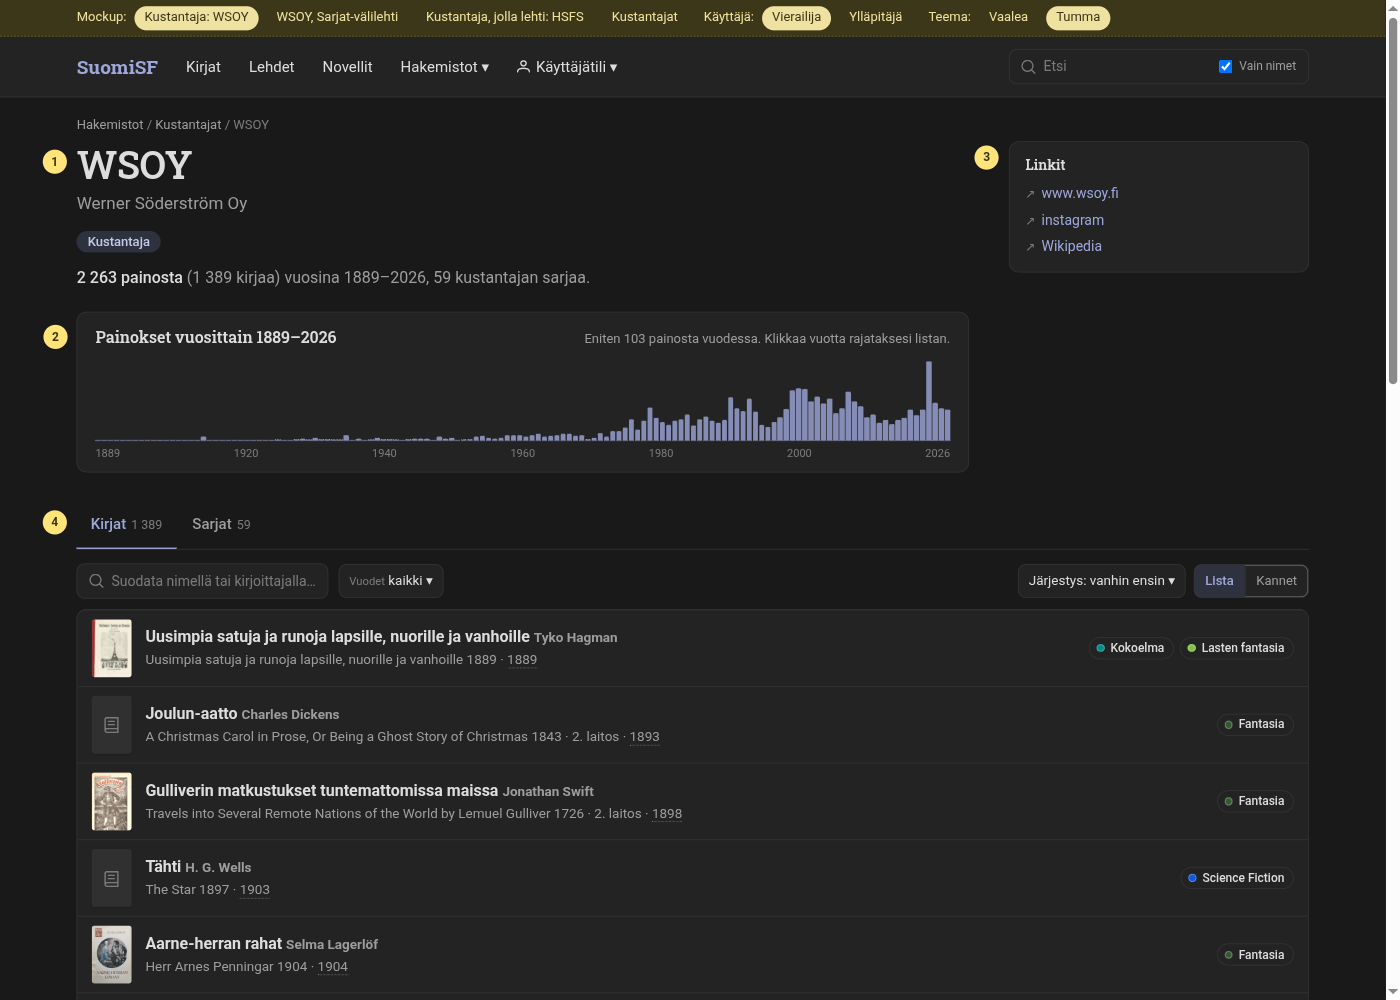 Mockup: Kustantaja: WSOY WSOY, Sarjat-välilehti Kustantaja, jolla lehti: HSFS Kustantajat Käyttäjä: Vierailija Ylläpitäjä Teema: Vaalea Tumma
SuomiSF Kirjat Lehdet Novellit Hakemistot ▾ Käyttäjätili ▾ Etsi Vain nimet
Hakemistot / Kustantajat / WSOY
1 WSOY
Werner Söderström Oy
Kustantaja
2 263 painosta (1 389 kirjaa) vuosina 1889–2026, 59 kustantajan sarjaa.
3 Linkit
↗ www.wsoy.fi
↗ instagram
↗ Wikipedia
2 Painokset vuosittain 1889–2026 Eniten 103 painosta vuodessa. Klikkaa vuotta rajataksesi listan.
1889 1920 1940 1960 1980 2000 2026
4 Kirjat 1 389 Sarjat 59
Suodata nimellä tai kirjoittajalla... Vuodet kaikki ▾ Järjestys: vanhin ensin ▾ Lista Kannet
Uusimpia satuja ja runoja lapsille, nuorille ja vanhoille Tyko Hagman
Uusimpia satuja ja runoja lapsille, nuorille ja vanhoille 1889 · 1889
Kokoelma Lasten fantasia
Joulun-aatto Charles Dickens
A Christmas Carol in Prose, Or Being a Ghost Story of Christmas 1843 · 2. laitos · 1893
Fantasia
Gulliverin matkustukset tuntemattomissa maissa Jonathan Swift
Travels into Several Remote Nations of the World by Lemuel Gulliver 1726 · 2. laitos · 1898
Fantasia
Tähti H. G. Wells
The Star 1897 · 1903
Science Fiction
Aarne-herran rahat Selma Lagerlöf
Herr Arnes Penningar 1904 · 1904
Fantasia